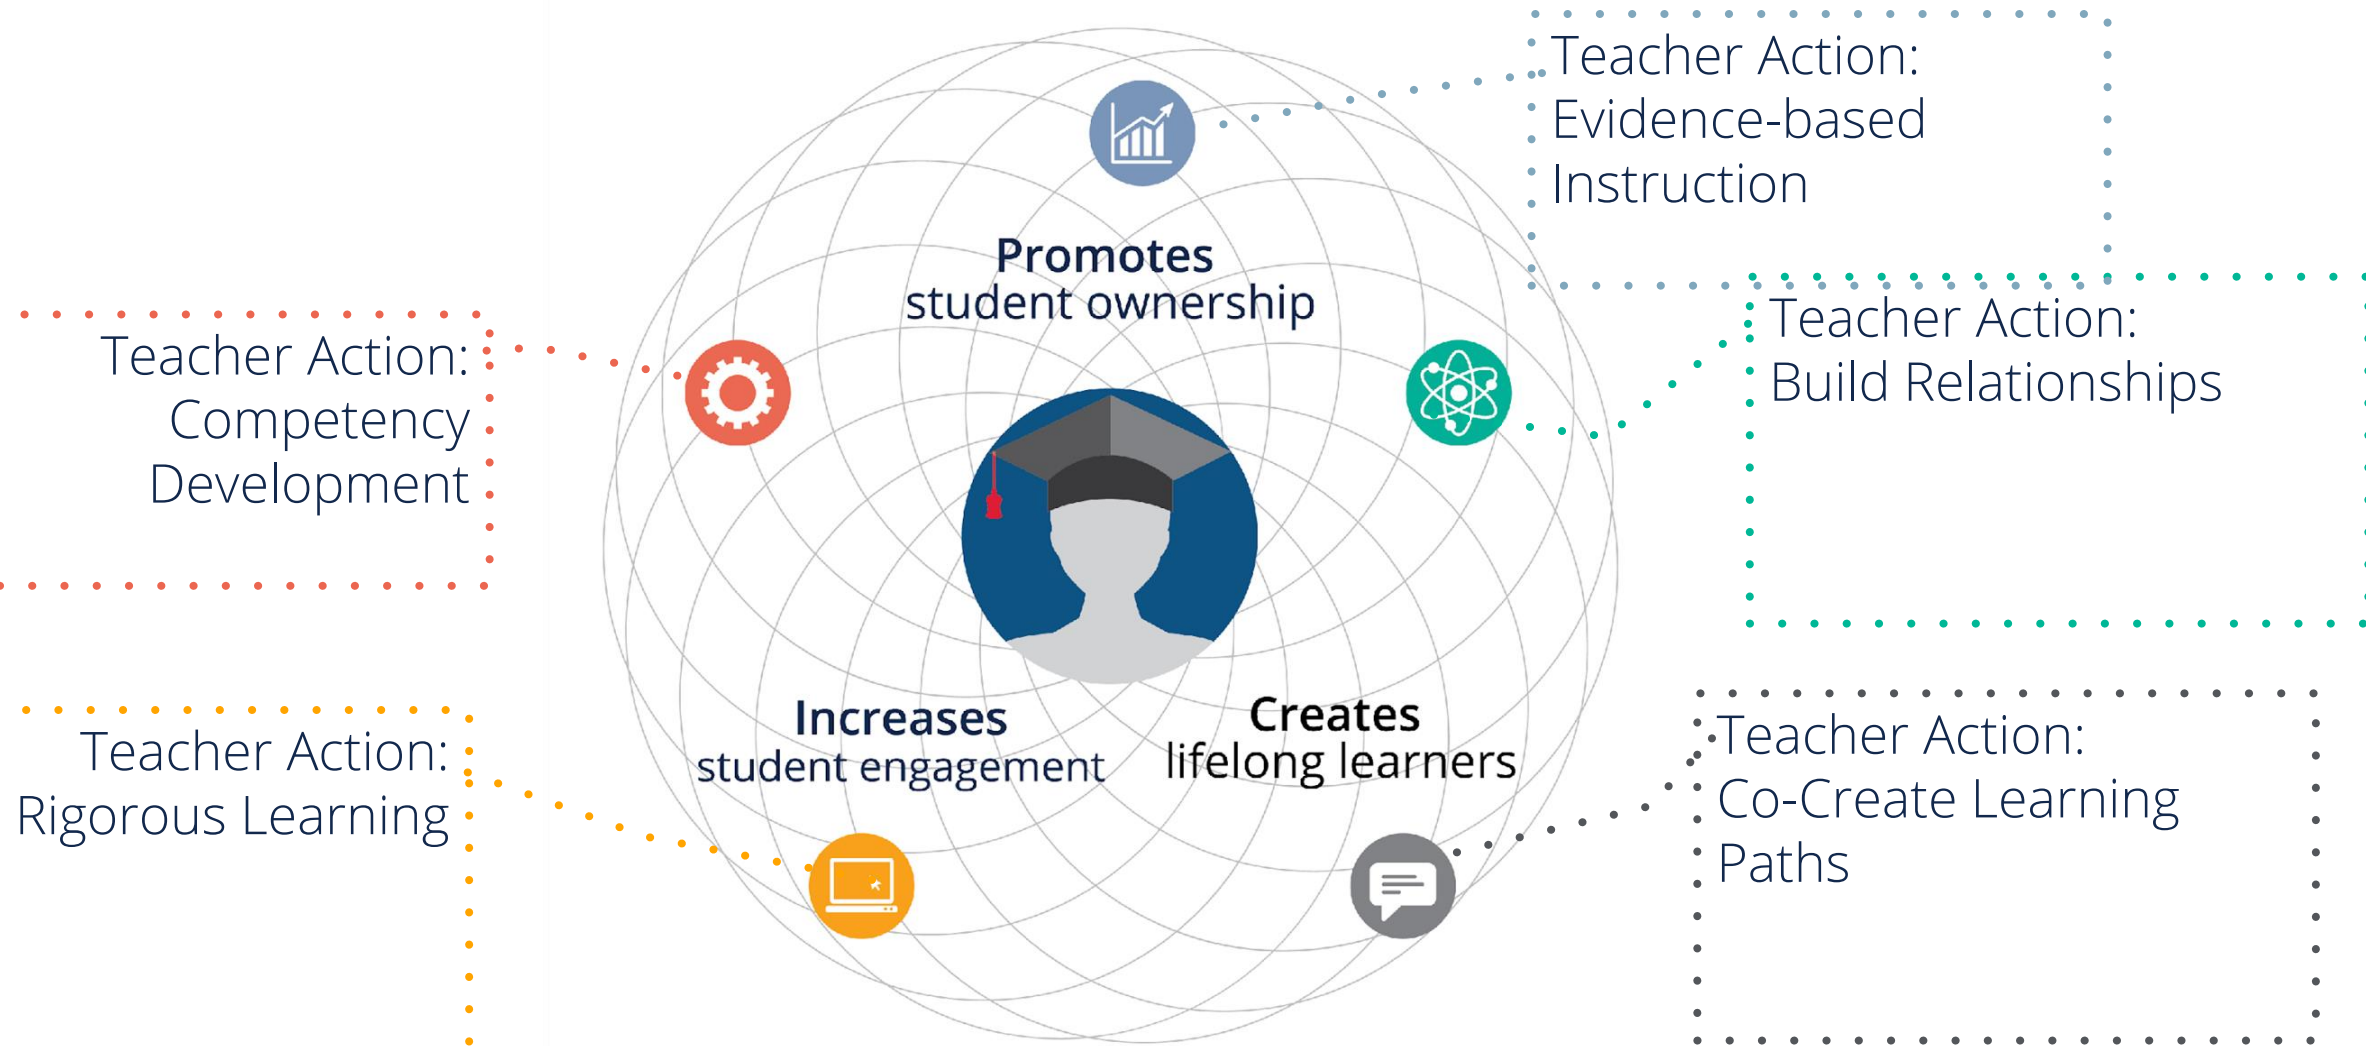 Teacher Action:
Evidence-based
Instruction
Promotes
student ownership
Teacher Action:
Build Relationships
Teacher Action:
Competency
Development
Increases
student engagement
Creates
lifelong learners
Teacher Action:
Rigorous Learning
Teacher Action:
Co-Create Learning
Paths